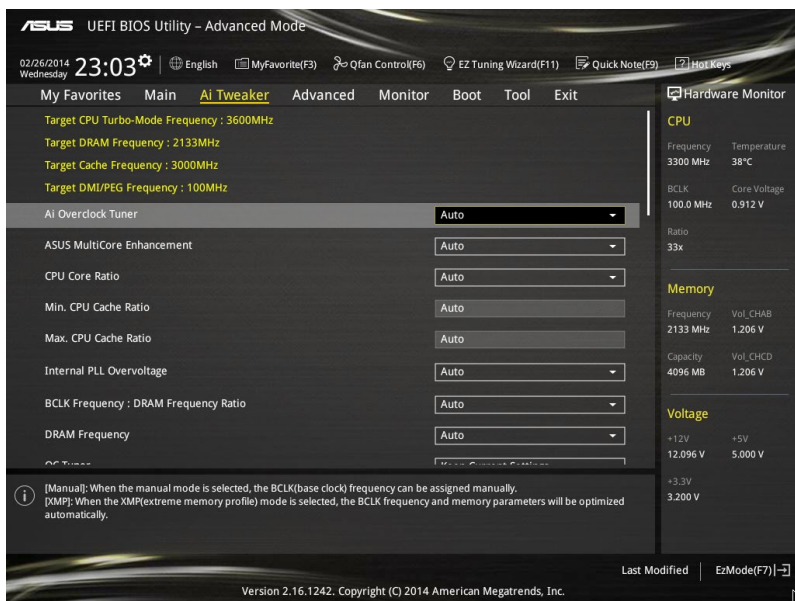 ASUS UEFI BIOS Utility – Advanced Mode
02/26/2014
Wednesday
23:03
English
MyFavorite(F3)
Qfan Control(F6)
EZ Tuning Wizard(F11)
Quick Note(F9)
? Hot Keys
My Favorites Main Ai Tweaker Advanced Monitor Boot Tool Exit
Target CPU Turbo-Mode Frequency : 3600MHz
Target DRAM Frequency : 2133MHz
Target Cache Frequency : 3000MHz
Target DMI/PEG Frequency : 100MHz
Ai Overclock Tuner Auto
ASUS MultiCore Enhancement Auto
CPU Core Ratio Auto
Min. CPU Cache Ratio Auto
Max. CPU Cache Ratio Auto
Internal PLL Overvoltage Auto
BCLK Frequency : DRAM Frequency Ratio Auto
DRAM Frequency Auto
OC Tuner Keep Current Settings
[Manual]: When the manual mode is selected, the BCLK(base clock) frequency can be assigned manually.
[XMP]: When the XMP(extreme memory profile) mode is selected, the BCLK frequency and memory parameters will be optimized
automatically.
Hardware Monitor
CPU
Frequency Temperature
3300 MHz 38°C
BCLK Core Voltage
100.0 MHz 0.912 V
Ratio
33x
Memory
Frequency Vol_CHAB
2133 MHz 1.206 V
Capacity Vol_CHCD
4096 MB 1.206 V
Voltage
+12V +5V
12.096 V 5.000 V
+3.3V
3.200 V
Last Modified EzMode(F7)
Version 2.16.1242. Copyright (C) 2014 American Megatrends, Inc.